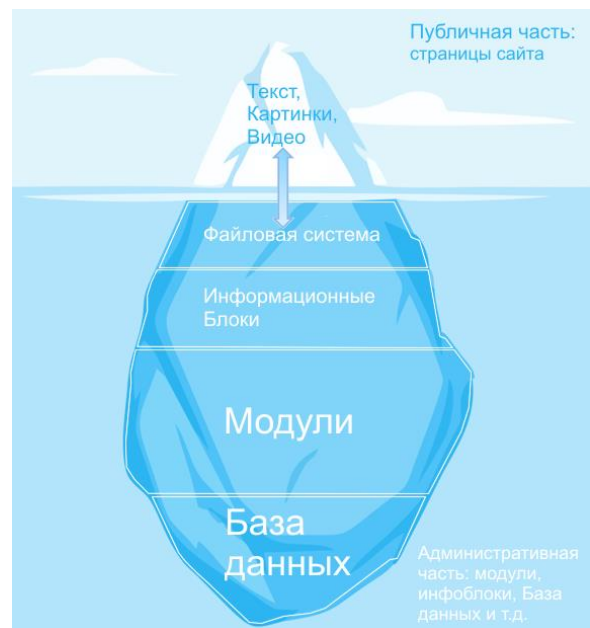 Публичная часть:
страницы сайта
Текст,
Картинки,
Видео
Файловая система
Информационные
Блоки
Модули
База
данных
Административная
часть: модули,
инфоблоки, База
данных и т.д.